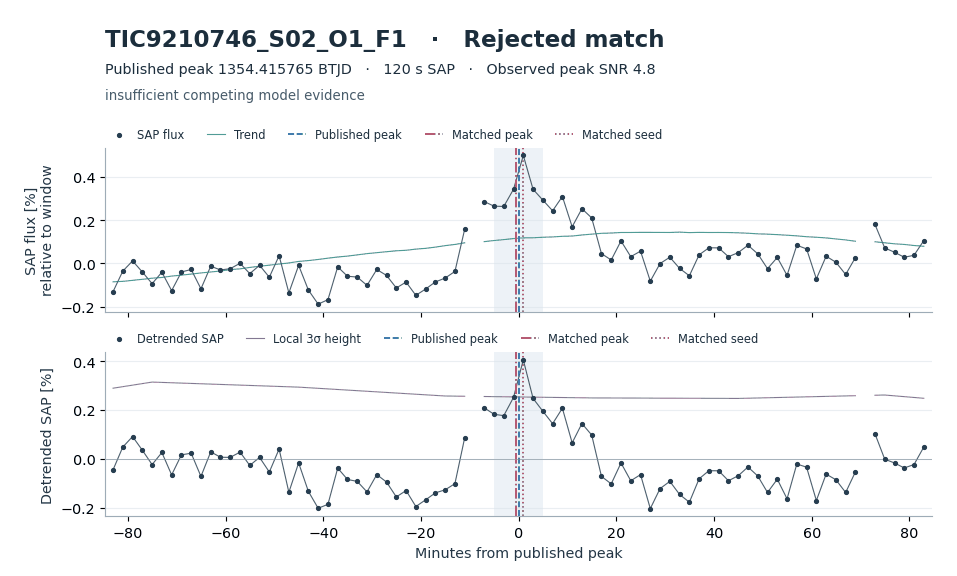 TIC9210746_S02_O1_F1 · Rejected match
Published peak 1354.415765 BTJD · 120 s SAP · Observed peak SNR 4.8
insufficient competing model evidence
SAP flux Trend Published peak Matched peak Matched seed
SAP flux [%]
relative to window
0.4
0.2
0.0
−0.2
Detrended SAP Local 3σ height Published peak Matched peak Matched seed
Detrended SAP [%]
0.4
0.2
0.0
−0.2
−80 −60 −40 −20 0 20 40 60 80
Minutes from published peak